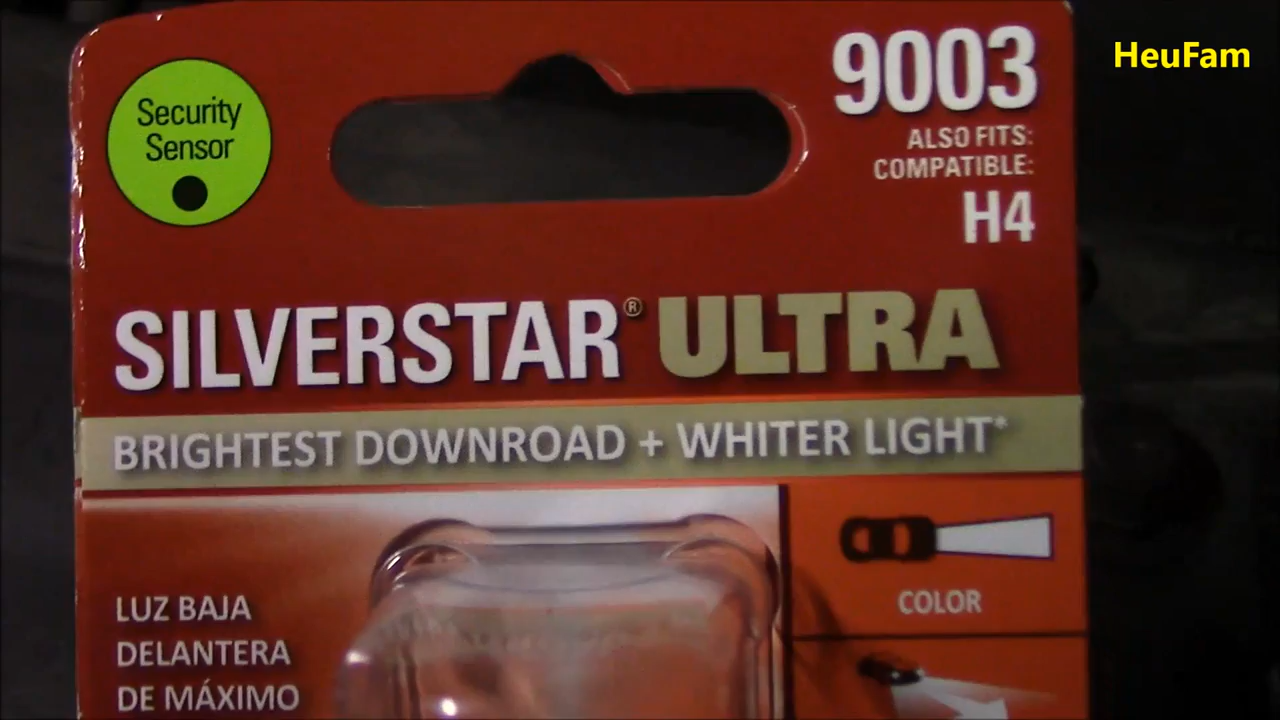 HeuFam
Security
Sensor
9003
ALSO FITS:
COMPATIBLE:
H4
SILVERSTAR® ULTRA
BRIGHTEST DOWNROAD + WHITER LIGHT*
COLOR
LUZ BAJA
DELANTERA
DE MÁXIMO